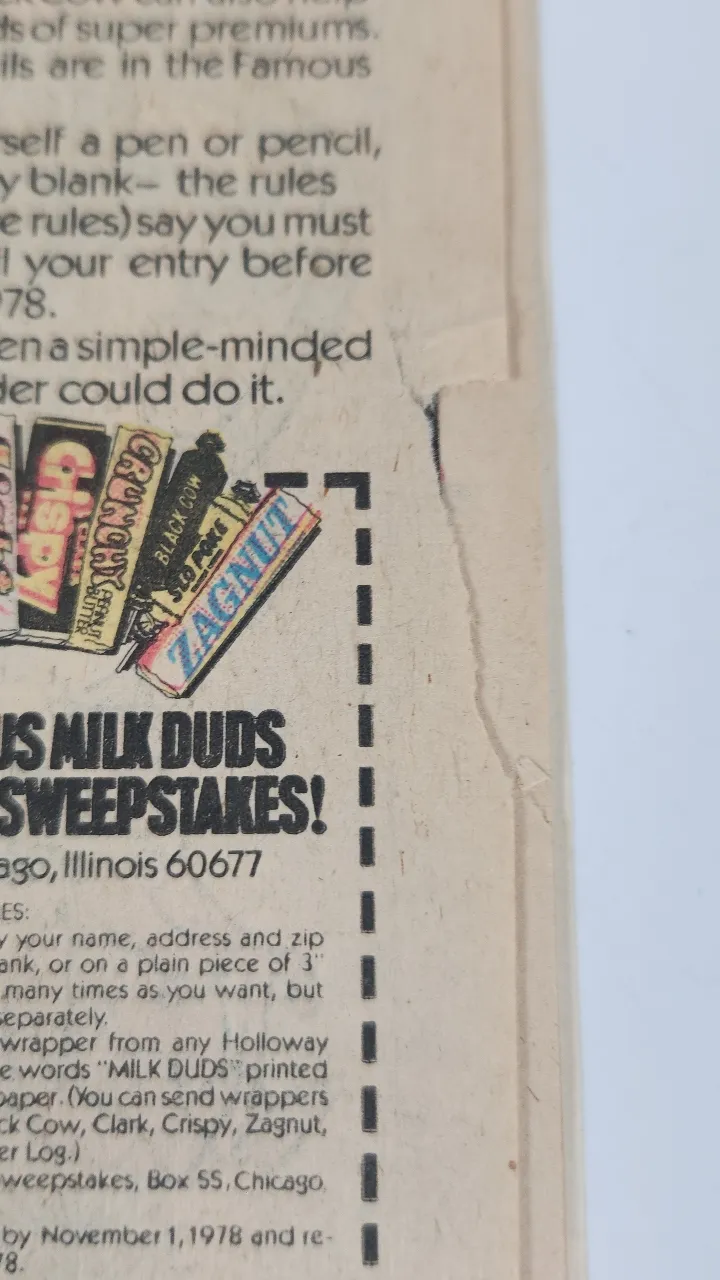 ds of super premiums.
ils are in the Famous
self a pen or pencil,
y blank– the rules
e rules) say you must
l your entry before
78.
en a simple-minded
der could do it.
Crispy
CRUNCHY
PEANUT
BUTTER
BLACK COW
SLO POKE
ZAGNUT
US MILK DUDS
SWEEPSTAKES!
ago, Illinois 60677
ES:
y your name, address and zip
ank, or on a plain piece of 3"
many times as you want, but
separately.
wrapper from any Holloway
e words "MILK DUDS" printed
paper. (You can send wrappers
ck Cow, Clark, Crispy, Zagnut,
er Log.)
weepstakes, Box SS, Chicago,
by November 1, 1978 and re-
78.